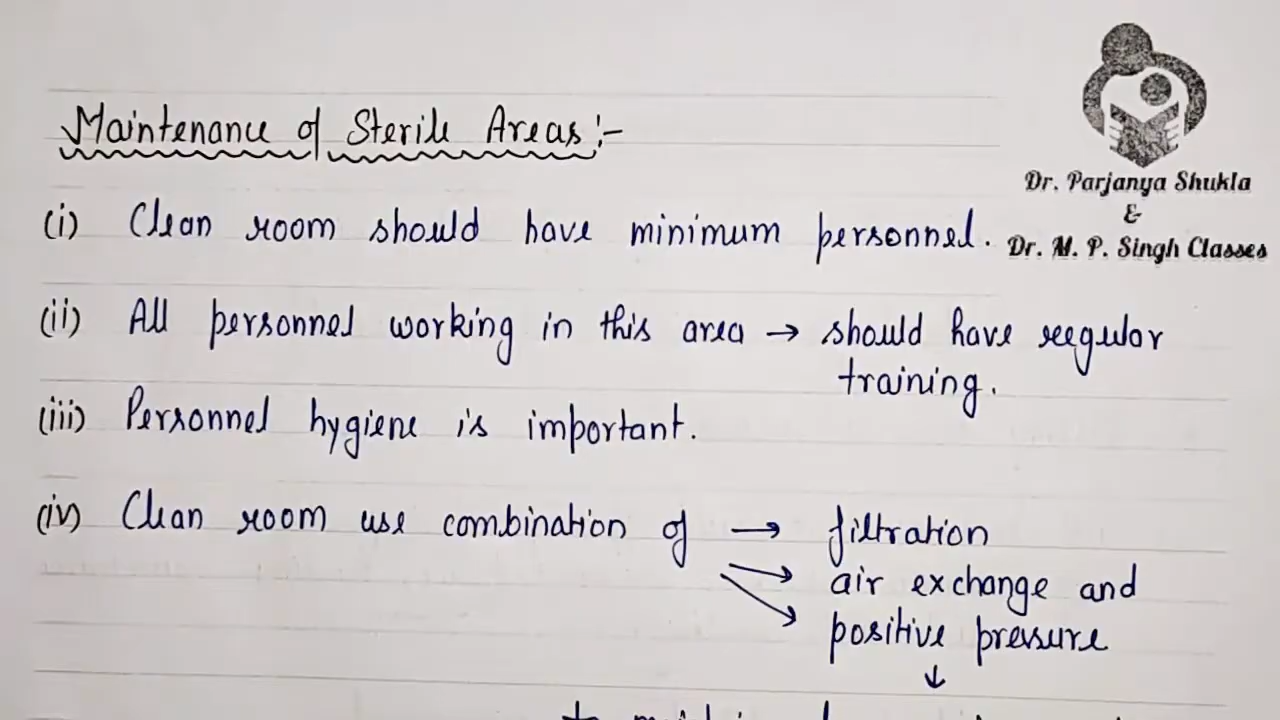 Maintenance of Sterile Areas:-
Dr. Parjanya Shukla
&
Dr. M. P. Singh Classes
(i) Clean room should have minimum personnel.
(ii) All personnel working in this area → should have regular
training.
(iii) Personnel hygiene is important.
(iv) Clean room use combination of → filtration
→ air exchange and
→ positive pressure
↓